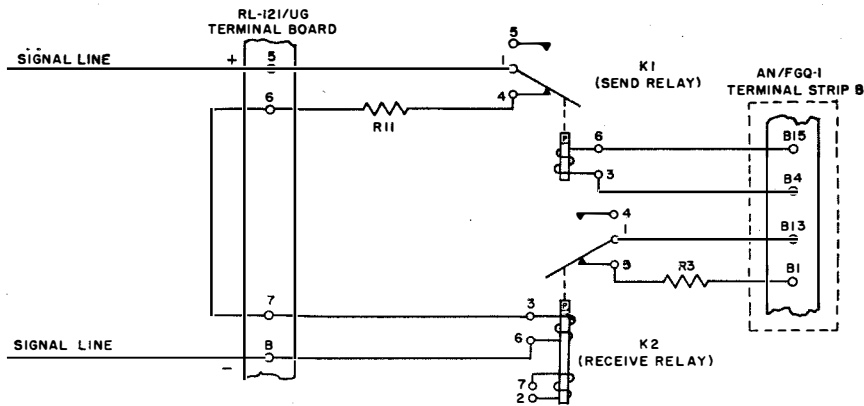 RL-121/UG
TERMINAL BOARD
SIGNAL LINE
+
5
6
R11
5
1
4
K1
(SEND RELAY)
AN/FGQ-1
TERMINAL STRIP B
P
6
3
B15
B4
4
1
5
B13
R3
B1
7
3
P
6
K2
(RECEIVE RELAY)
SIGNAL LINE
8
-
7
2